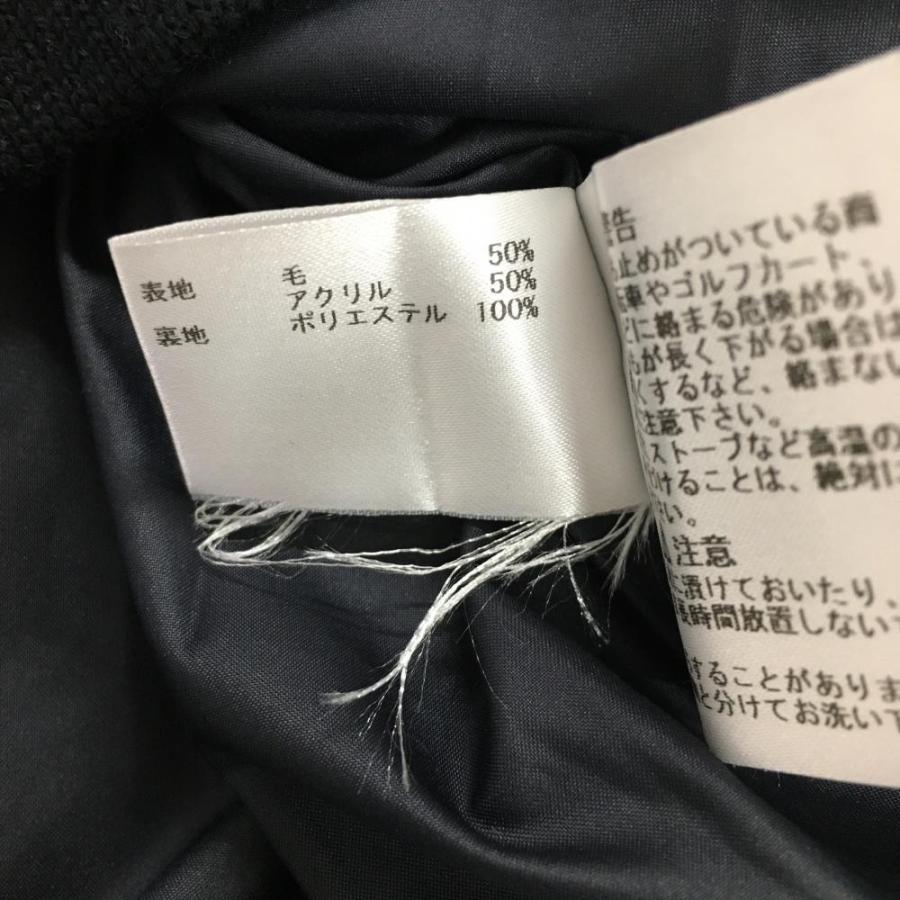 表地 毛 50%
アクリル 50%
裏地 ポリエステル 100%
警告
止めがついている商
車やゴルフカート、
に絡まる危険があり
が長く下がる場合は
くするなど、絡まない
注意下さい。
ストーブなど高温の
けることは、絶対に
い。
注意
に漬けておいたり、
長時間放置しない
することがありま
と分けてお洗い下